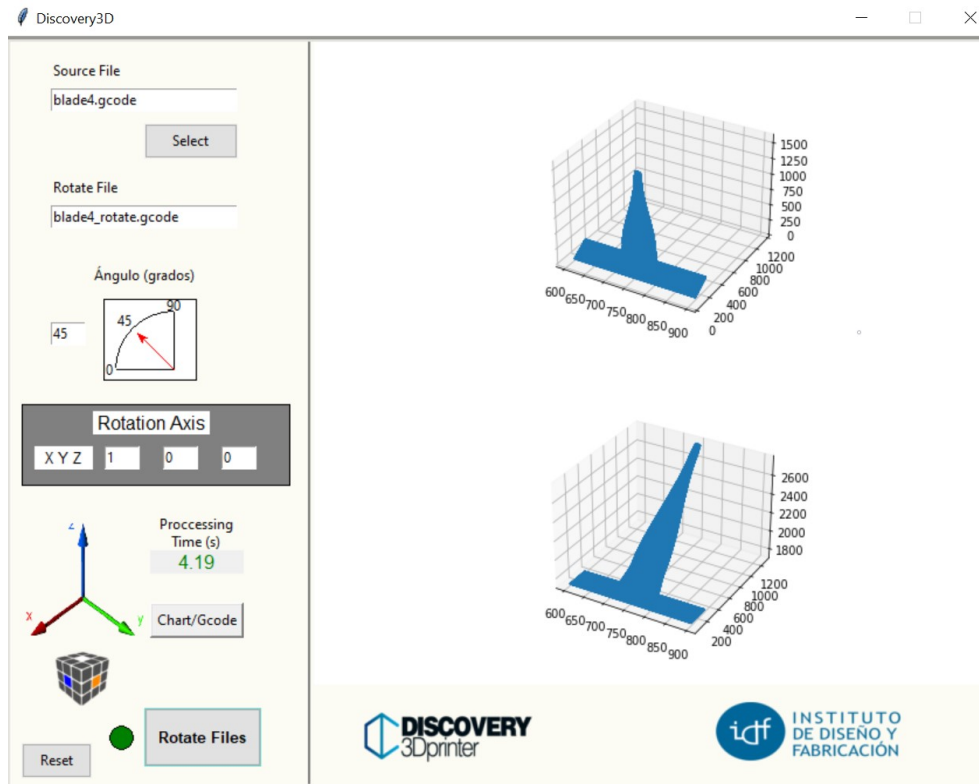 Discovery3D
Source File
blade4.gcode
Select
Rotate File
blade4_rotate.gcode
Ángulo (grados)
45
0
45
90
Rotation Axis
X Y Z 1 0 0
z
x
y
Proccessing
Time (s)
4.19
Chart/Gcode
Rotate Files
Reset
1500
1250
1000
750
500
250
0
1200
1000
800
600
400
200
0
600 650 700 750 800 850 900
2600
2400
2200
2000
1800
1200
1000
800
600
400
200
600 650 700 750 800 850 900
DISCOVERY
3Dprinter
idf
INSTITUTO
DE DISEÑO Y
FABRICACIÓN